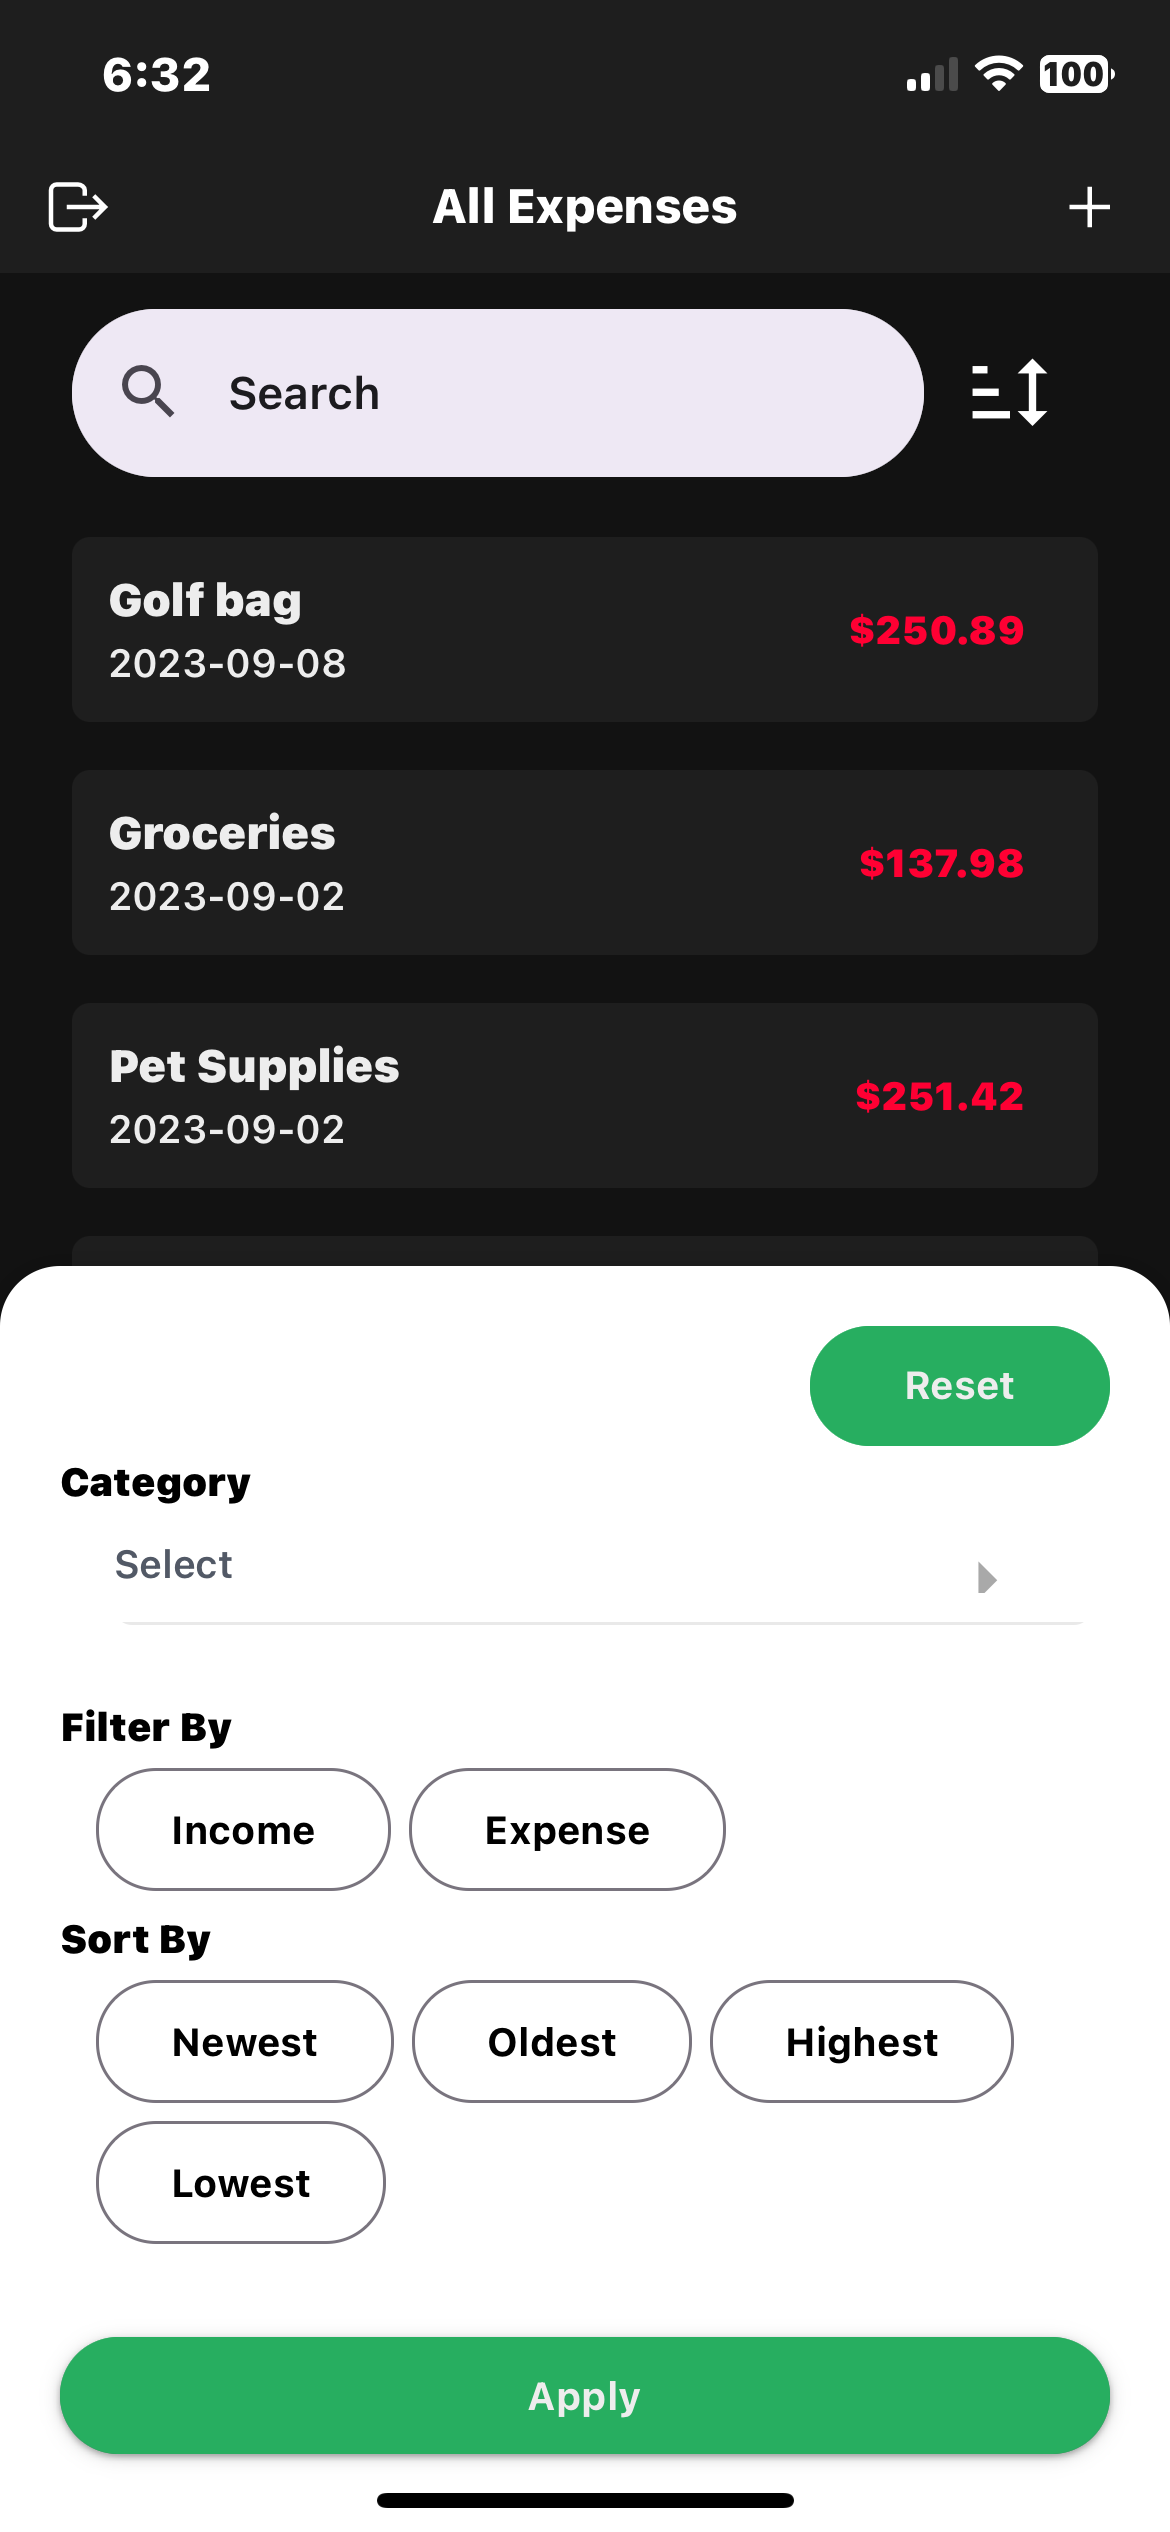 6:32
100
All Expenses
Search
Golf bag
2023-09-08
$250.89
Groceries
2023-09-02
$137.98
Pet Supplies
2023-09-02
$251.42
Reset
Category
Select
Filter By
Income Expense
Sort By
Newest Oldest Highest
Lowest
Apply